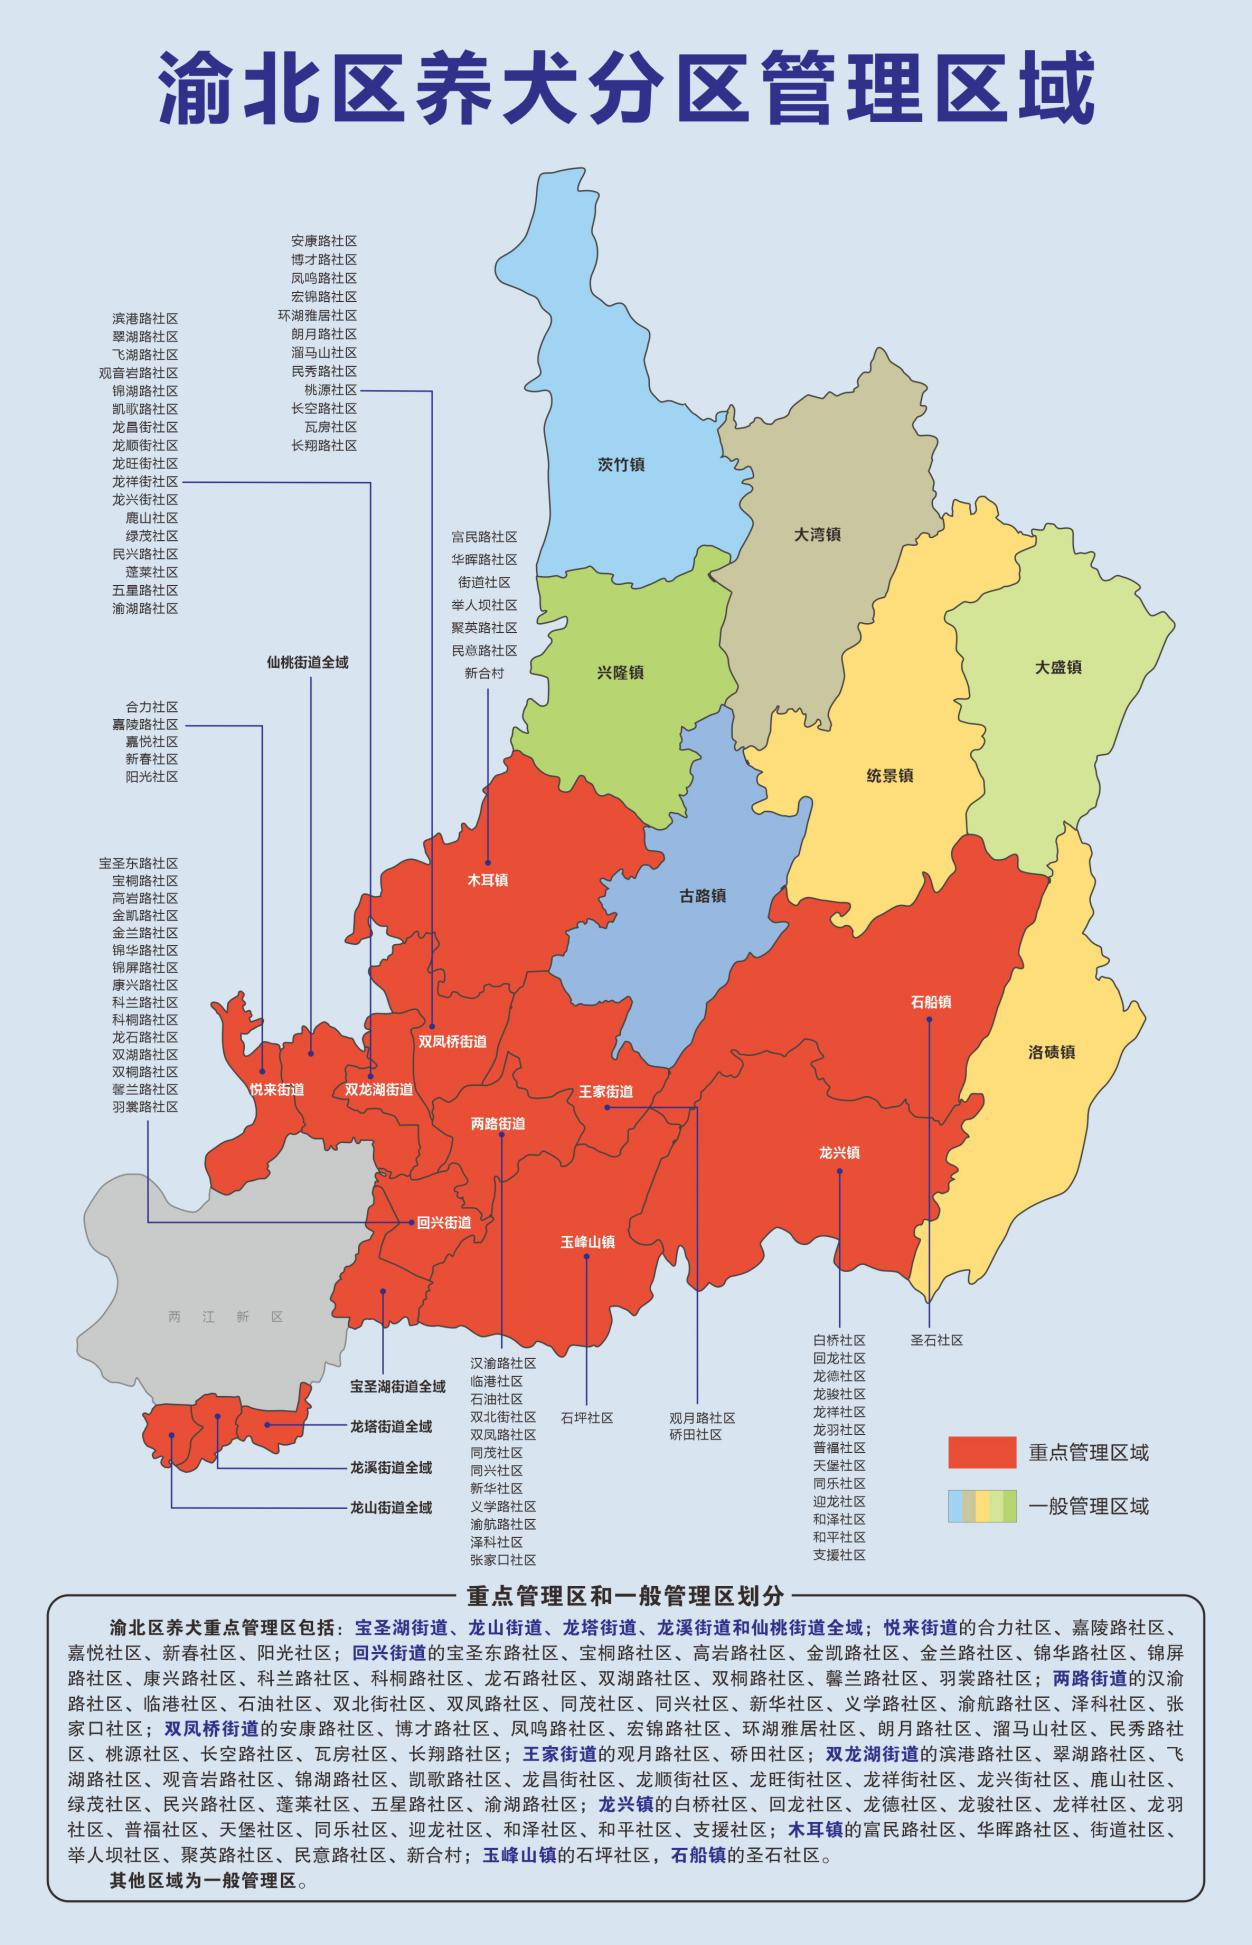 渝北区养犬分区管理区域
安康路社区
博才路社区
凤鸣路社区
宏锦路社区
环湖雅居社区
朗月路社区
溜马山社区
民秀路社区
桃源社区
长空路社区
瓦房社区
长翔路社区
滨港路社区
翠湖路社区
飞湖路社区
观音岩路社区
锦湖路社区
凯歌路社区
龙昌街社区
龙顺街社区
龙旺街社区
龙祥街社区
龙兴街社区
鹿山社区
绿茂社区
民兴路社区
蓬莱社区
五星路社区
渝湖路社区
富民路社区
华晖路社区
街道社区
举人坝社区
聚英路社区
民意路社区
新合村
仙桃街道全域
合力社区
嘉陵路社区
嘉悦社区
新春社区
阳光社区
宝圣东路社区
宝桐路社区
高岩路社区
金凯路社区
金兰路社区
锦华路社区
锦屏路社区
康兴路社区
科兰路社区
科桐路社区
龙石路社区
双湖路社区
双桐路社区
馨兰路社区
羽裳路社区
茨竹镇
大湾镇
兴隆镇
大盛镇
统景镇
木耳镇
古路镇
石船镇
双凤桥街道
洛碛镇
悦来街道
双龙湖街道
王家街道
两路街道
龙兴镇
回兴街道
玉峰山镇
两江新区
宝圣湖街道全域
龙塔街道全域
龙溪街道全域
龙山街道全域
汉渝路社区
临港社区
石油社区
双北街社区
双凤路社区
同茂社区
同兴社区
新华社区
义学路社区
渝航路社区
泽科社区
张家口社区
石坪社区
观月路社区
硚田社区
白桥社区
回龙社区
龙德社区
龙骏社区
龙祥社区
龙羽社区
普福社区
天堡社区
同乐社区
迎龙社区
和泽社区
和平社区
支援社区
圣石社区
重点管理区域
一般管理区域
重点管理区和一般管理区划分
渝北区养犬重点管理区包括：宝圣湖街道、龙山街道、龙塔街道、龙溪街道和仙桃街道全域；悦来街道的合力社区、嘉陵路社区、
嘉悦社区、新春社区、阳光社区；回兴街道的宝圣东路社区、宝桐路社区、高岩路社区、金凯路社区、金兰路社区、锦华路社区、锦屏
路社区、康兴路社区、科兰路社区、科桐路社区、龙石路社区、双湖路社区、双桐路社区、馨兰路社区、羽裳路社区；两路街道的汉渝
路社区、临港社区、石油社区、双北街社区、双凤路社区、同茂社区、同兴社区、新华社区、义学路社区、渝航路社区、泽科社区、张
家口社区；双凤桥街道的安康路社区、博才路社区、凤鸣路社区、宏锦路社区、环湖雅居社区、朗月路社区、溜马山社区、民秀路社
区、桃源社区、长空路社区、瓦房社区、长翔路社区；王家街道的观月路社区、硚田社区；双龙湖街道的滨港路社区、翠湖路社区、飞
湖路社区、观音岩路社区、锦湖路社区、凯歌路社区、龙昌街社区、龙顺街社区、龙旺街社区、龙祥街社区、龙兴街社区、鹿山社区、
绿茂社区、民兴路社区、蓬莱社区、五星路社区、渝湖路社区；龙兴镇的白桥社区、回龙社区、龙德社区、龙骏社区、龙祥社区、龙羽
社区、普福社区、天堡社区、同乐社区、迎龙社区、和泽社区、和平社区、支援社区；木耳镇的富民路社区、华晖路社区、街道社区、
举人坝社区、聚英路社区、民意路社区、新合村；玉峰山镇的石坪社区，石船镇的圣石社区。
其他区域为一般管理区。